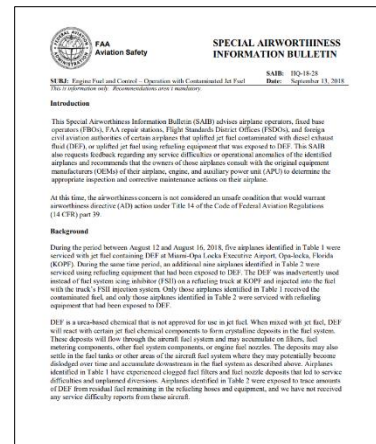 FAA
Aviation Safety
SPECIAL AIRWORTHINESS
INFORMATION BULLETIN
SAIB: HQ-18-28
SUBJ: Engine Fuel and Control – Operation with Contaminated Jet Fuel Date: September 13, 2018
This is information only. Recommendations aren't mandatory.
Introduction
This Special Airworthiness Information Bulletin (SAIB) advises airplane operators, fixed base
operators (FBOs), FAA repair stations, Flight Standards District Offices (FSDOs), and foreign
civil aviation authorities of certain airplanes that uplifted jet fuel contaminated with diesel exhaust
fluid (DEF), or uplifted jet fuel using refueling equipment that was exposed to DEF. This SAIB
also requests feedback regarding any service difficulties or operational anomalies of the identified
airplanes and recommends that the owners of those airplanes consult with the original equipment
manufacturers (OEMs) of their airplane, engine, and auxiliary power unit (APU) to determine the
appropriate inspection and corrective maintenance actions on their airplane.
At this time, the airworthiness concern is not considered an unsafe condition that would warrant
airworthiness directive (AD) action under Title 14 of the Code of Federal Aviation Regulations
(14 CFR) part 39.
Background
During the period between August 12 and August 16, 2018, five airplanes identified in Table 1 were
serviced with jet fuel containing DEF at Miami-Opa Locka Executive Airport, Opa-locka, Florida
(KOPF). During the same time period, an additional nine airplanes identified in Table 2 were
serviced using refueling equipment that had been exposed to DEF. The DEF was inadvertently used
instead of fuel system icing inhibitor (FSII) on a refueling truck at KOPF and injected into the fuel
with the truck's FSII injection system. Only those airplanes identified in Table 1 received the
contaminated fuel, and only those airplanes identified in Table 2 were serviced with refueling
equipment that had been exposed to DEF.
DEF is a urea-based chemical that is not approved for use in jet fuel. When mixed with jet fuel, DEF
will react with certain jet fuel chemical components to form crystalline deposits in the fuel system.
These deposits will flow through the aircraft fuel system and may accumulate on filters, fuel
metering components, other fuel system components, or engine fuel nozzles. The deposits may also
settle in the fuel tanks or other areas of the aircraft fuel system where they may potentially become
dislodged over time and accumulate downstream in the fuel system as described above. Airplanes
identified in Table 1 have experienced clogged fuel filters and fuel nozzle deposits that led to service
difficulties and unplanned diversions. Airplanes identified in Table 2 were exposed to trace amounts
of DEF from residual fuel remaining in the refueling hoses and equipment, and we have not received
any service difficulty reports from these aircraft.